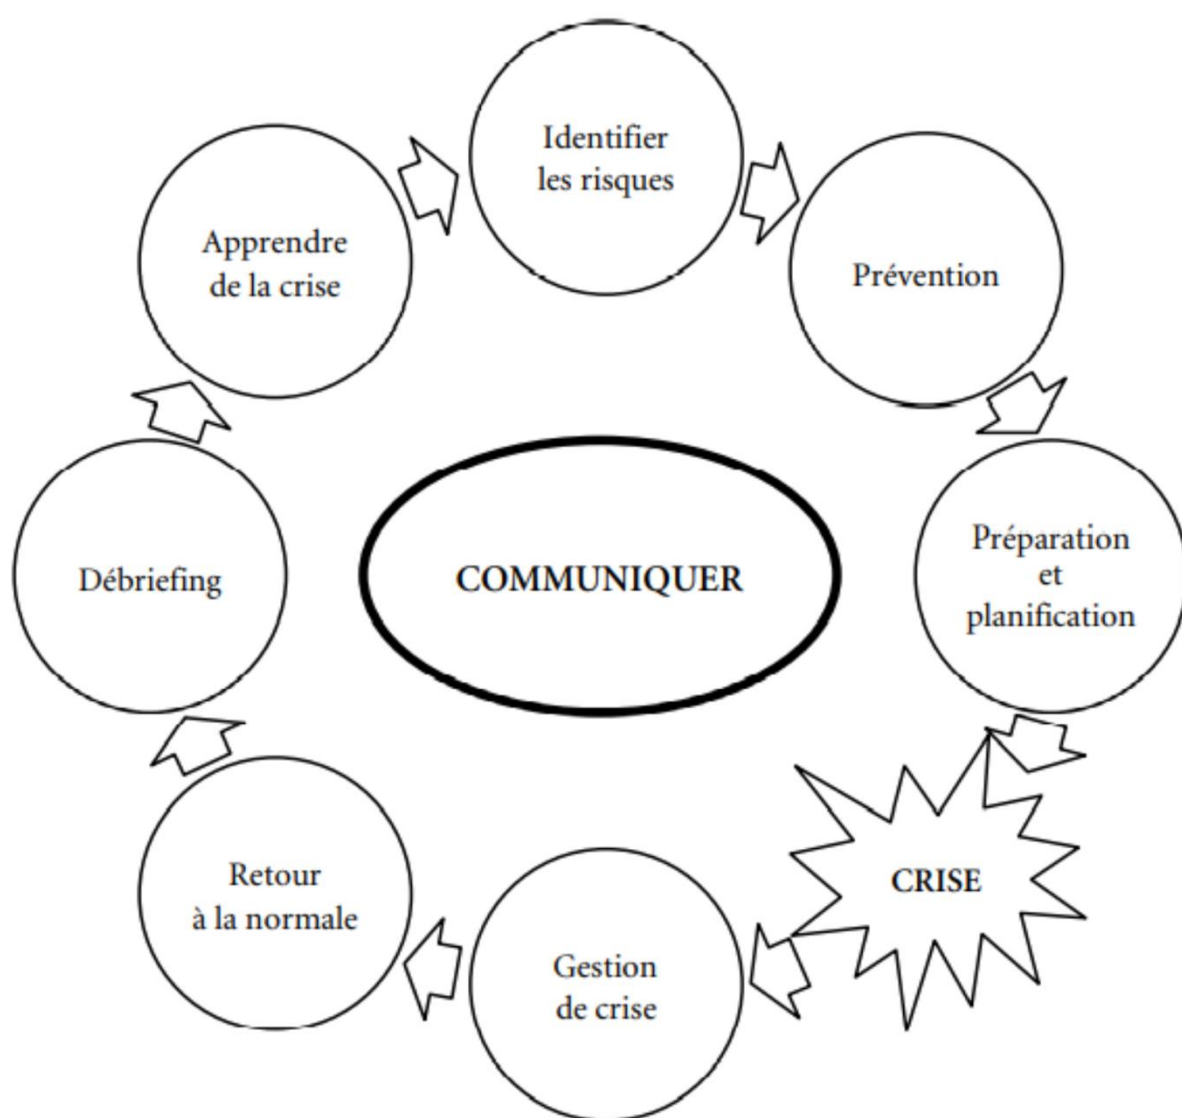 Identifier
les risques
Prévention
Préparation
et
planification
CRISE
Gestion
de crise
Retour
à la normale
Débriefing
Apprendre
de la crise
COMMUNIQUER